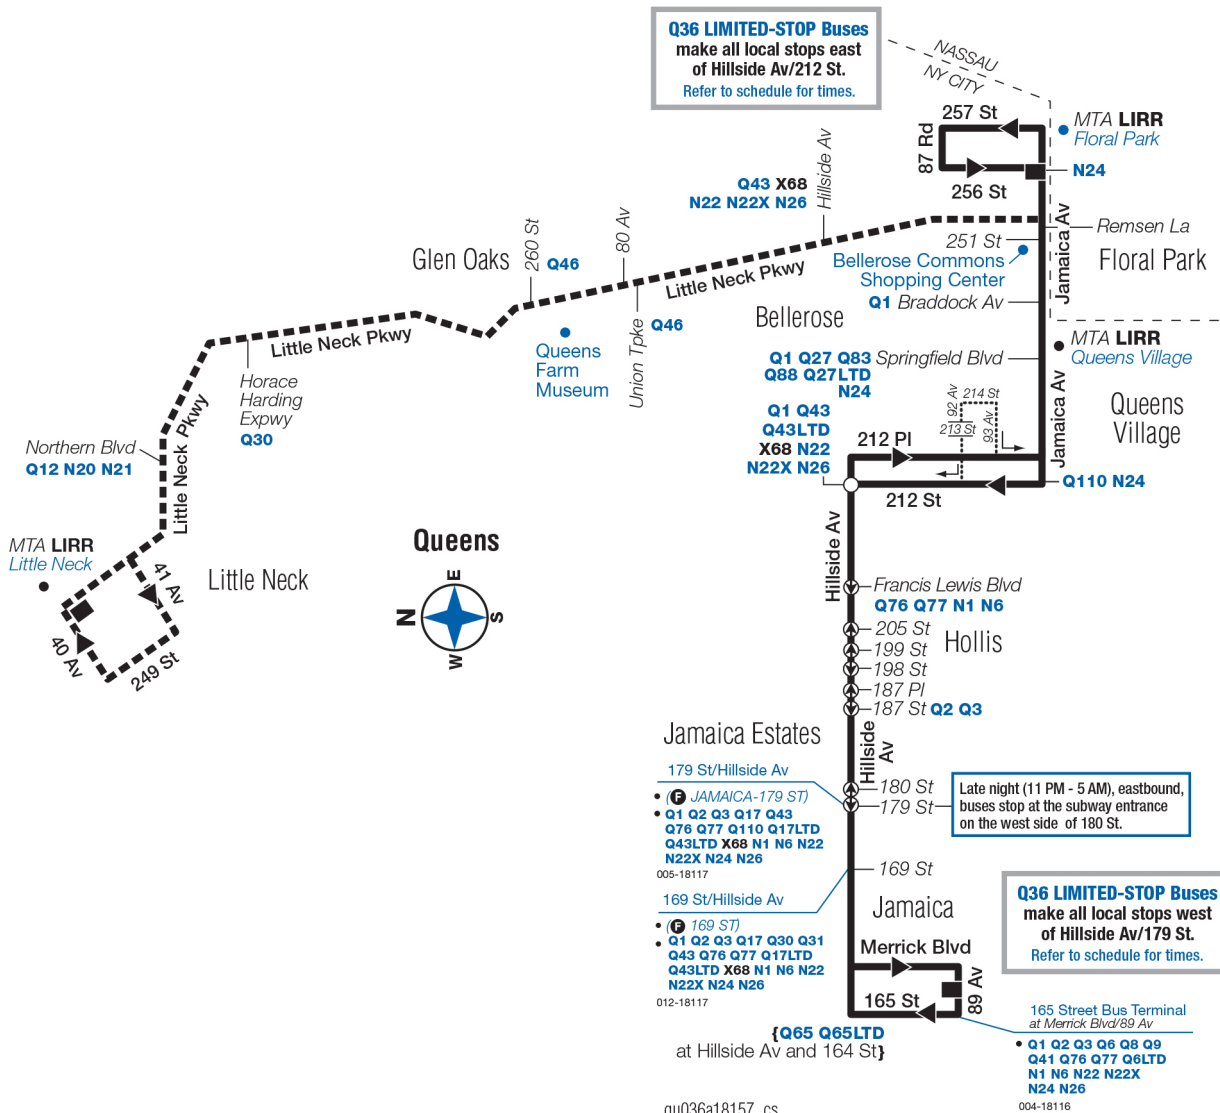 Q36 LIMITED-STOP Buses
make all local stops east
of Hillside Av/212 St.
Refer to schedule for times.
NASSAU
NY CITY
257 St
87 Rd
256 St
MTA LIRR
Floral Park
N24
Hillside Av
Q43 X68
N22 N22X N26
Jamaica Av
Remsen La
251 St
Floral Park
Bellerose Commons
Shopping Center
Q1 Braddock Av
Glen Oaks
260 St
Q46
80 Av
Little Neck Pkwy
Union Tpke
Q46
Bellerose
Queens
Farm
Museum
Little Neck Pkwy
Horace
Harding
Expwy
Q30
MTA LIRR
Queens Village
Q1 Q27 Q83 Springfield Blvd
Q88 Q27LTD
N24
92 Av
214 St
213 St
93 Av
Jamaica Av
Queens
Village
Q1 Q43
Q43LTD
X68 N22
N22X N26
212 Pl
212 St
Q110 N24
Northern Blvd
Q12 N20 N21
Little Neck Pkwy
MTA LIRR
Little Neck
41 Av
Little Neck
40 Av
249 St
Queens
E
N
S
W
Hillside Av
Francis Lewis Blvd
Q76 Q77 N1 N6
205 St
Hollis
199 St
198 St
187 Pl
187 St Q2 Q3
Hillside
Av
Jamaica Estates
179 St/Hillside Av
(F JAMAICA-179 ST)
Q1 Q2 Q3 Q17 Q43
Q76 Q77 Q110 Q17LTD
Q43LTD X68 N1 N6 N22
N22X N24 N26
005-18117
180 St
179 St
Late night (11 PM - 5 AM), eastbound,
buses stop at the subway entrance
on the west side of 180 St.
169 St
169 St/Hillside Av
(F 169 ST)
Q1 Q2 Q3 Q17 Q30 Q31
Q43 Q76 Q77 Q17LTD
Q43LTD X68 N1 N6 N22
N22X N24 N26
012-18117
Jamaica
Q36 LIMITED-STOP Buses
make all local stops west
of Hillside Av/179 St.
Refer to schedule for times.
Merrick Blvd
89 Av
165 St
{Q65 Q65LTD
at Hillside Av and 164 St}
165 Street Bus Terminal
at Merrick Blvd/89 Av
Q1 Q2 Q3 Q6 Q8 Q9
Q41 Q76 Q77 Q6LTD
N1 N6 N22 N22X
N24 N26
004-18116
qu036a18157_cs